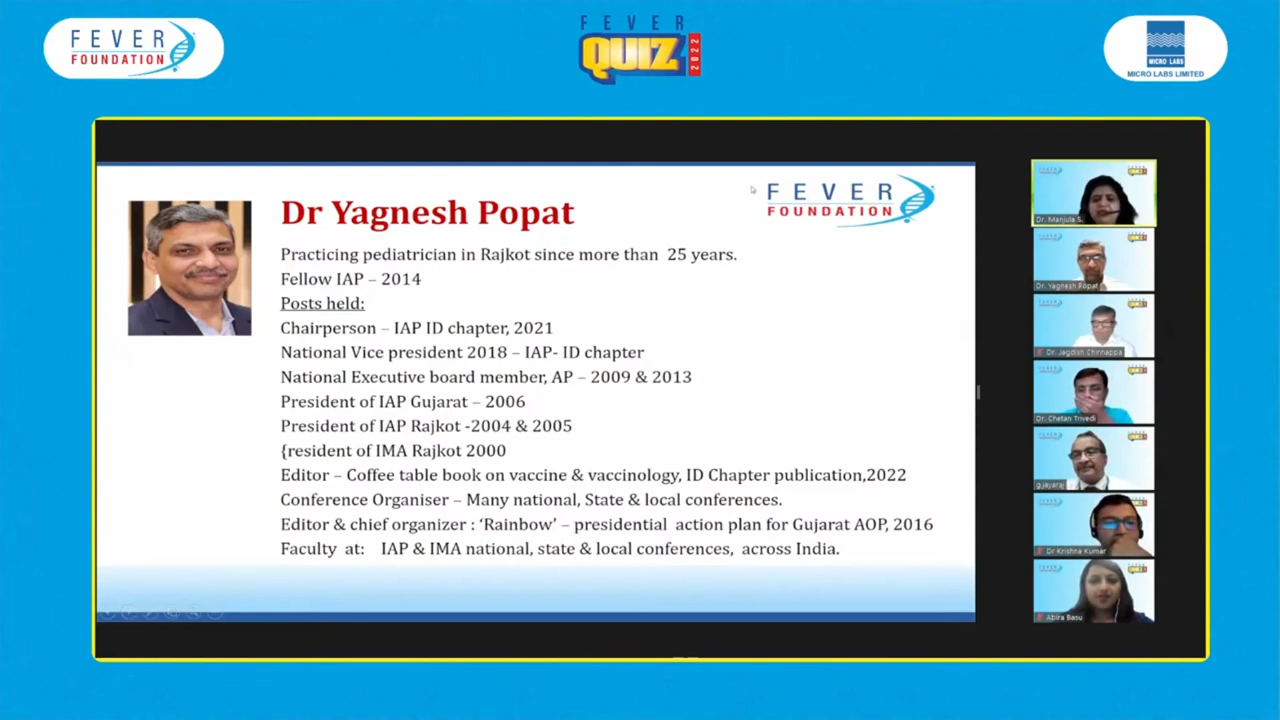 FEVER
FOUNDATION
FEVER
QUIZ
2022
MICRO LABS
MICRO LABS LIMITED
FEVER
FOUNDATION
Dr Yagnesh Popat
Practicing pediatrician in Rajkot since more than 25 years.
Fellow IAP – 2014
Posts held:
Chairperson – IAP ID chapter, 2021
National Vice president 2018 – IAP- ID chapter
National Executive board member, AP – 2009 & 2013
President of IAP Gujarat – 2006
President of IAP Rajkot -2004 & 2005
{resident of IMA Rajkot 2000
Editor – Coffee table book on vaccine & vaccinology, ID Chapter publication,2022
Conference Organiser – Many national, State & local conferences.
Editor & chief organizer : ‘Rainbow’ – presidential action plan for Gujarat AOP, 2016
Faculty at: IAP & IMA national, state & local conferences, across India.
Dr. Manjula S.
Dr. Yagnesh Popat
Dr. Jagdish Chinnappa
Dr. Chetan Trivedi
g.jayaraj
Dr Krishna Kumar
Abira Basu